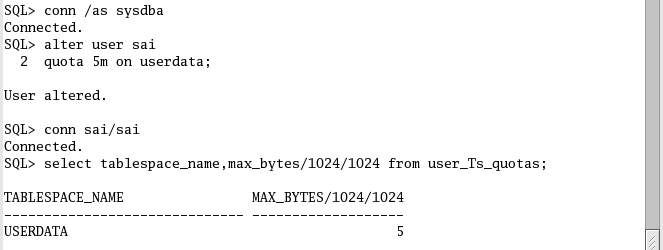 SQL> conn /as sysdba
Connected.
SQL> alter user sai
  2  quota 5m on userdata;
User altered.
SQL> conn sai/sai
Connected.
SQL> select tablespace_name,max_bytes/1024/1024 from user_Ts_quotas;
TABLESPACE_NAME                MAX_BYTES/1024/1024
------------------------------ -------------------
USERDATA                                         5